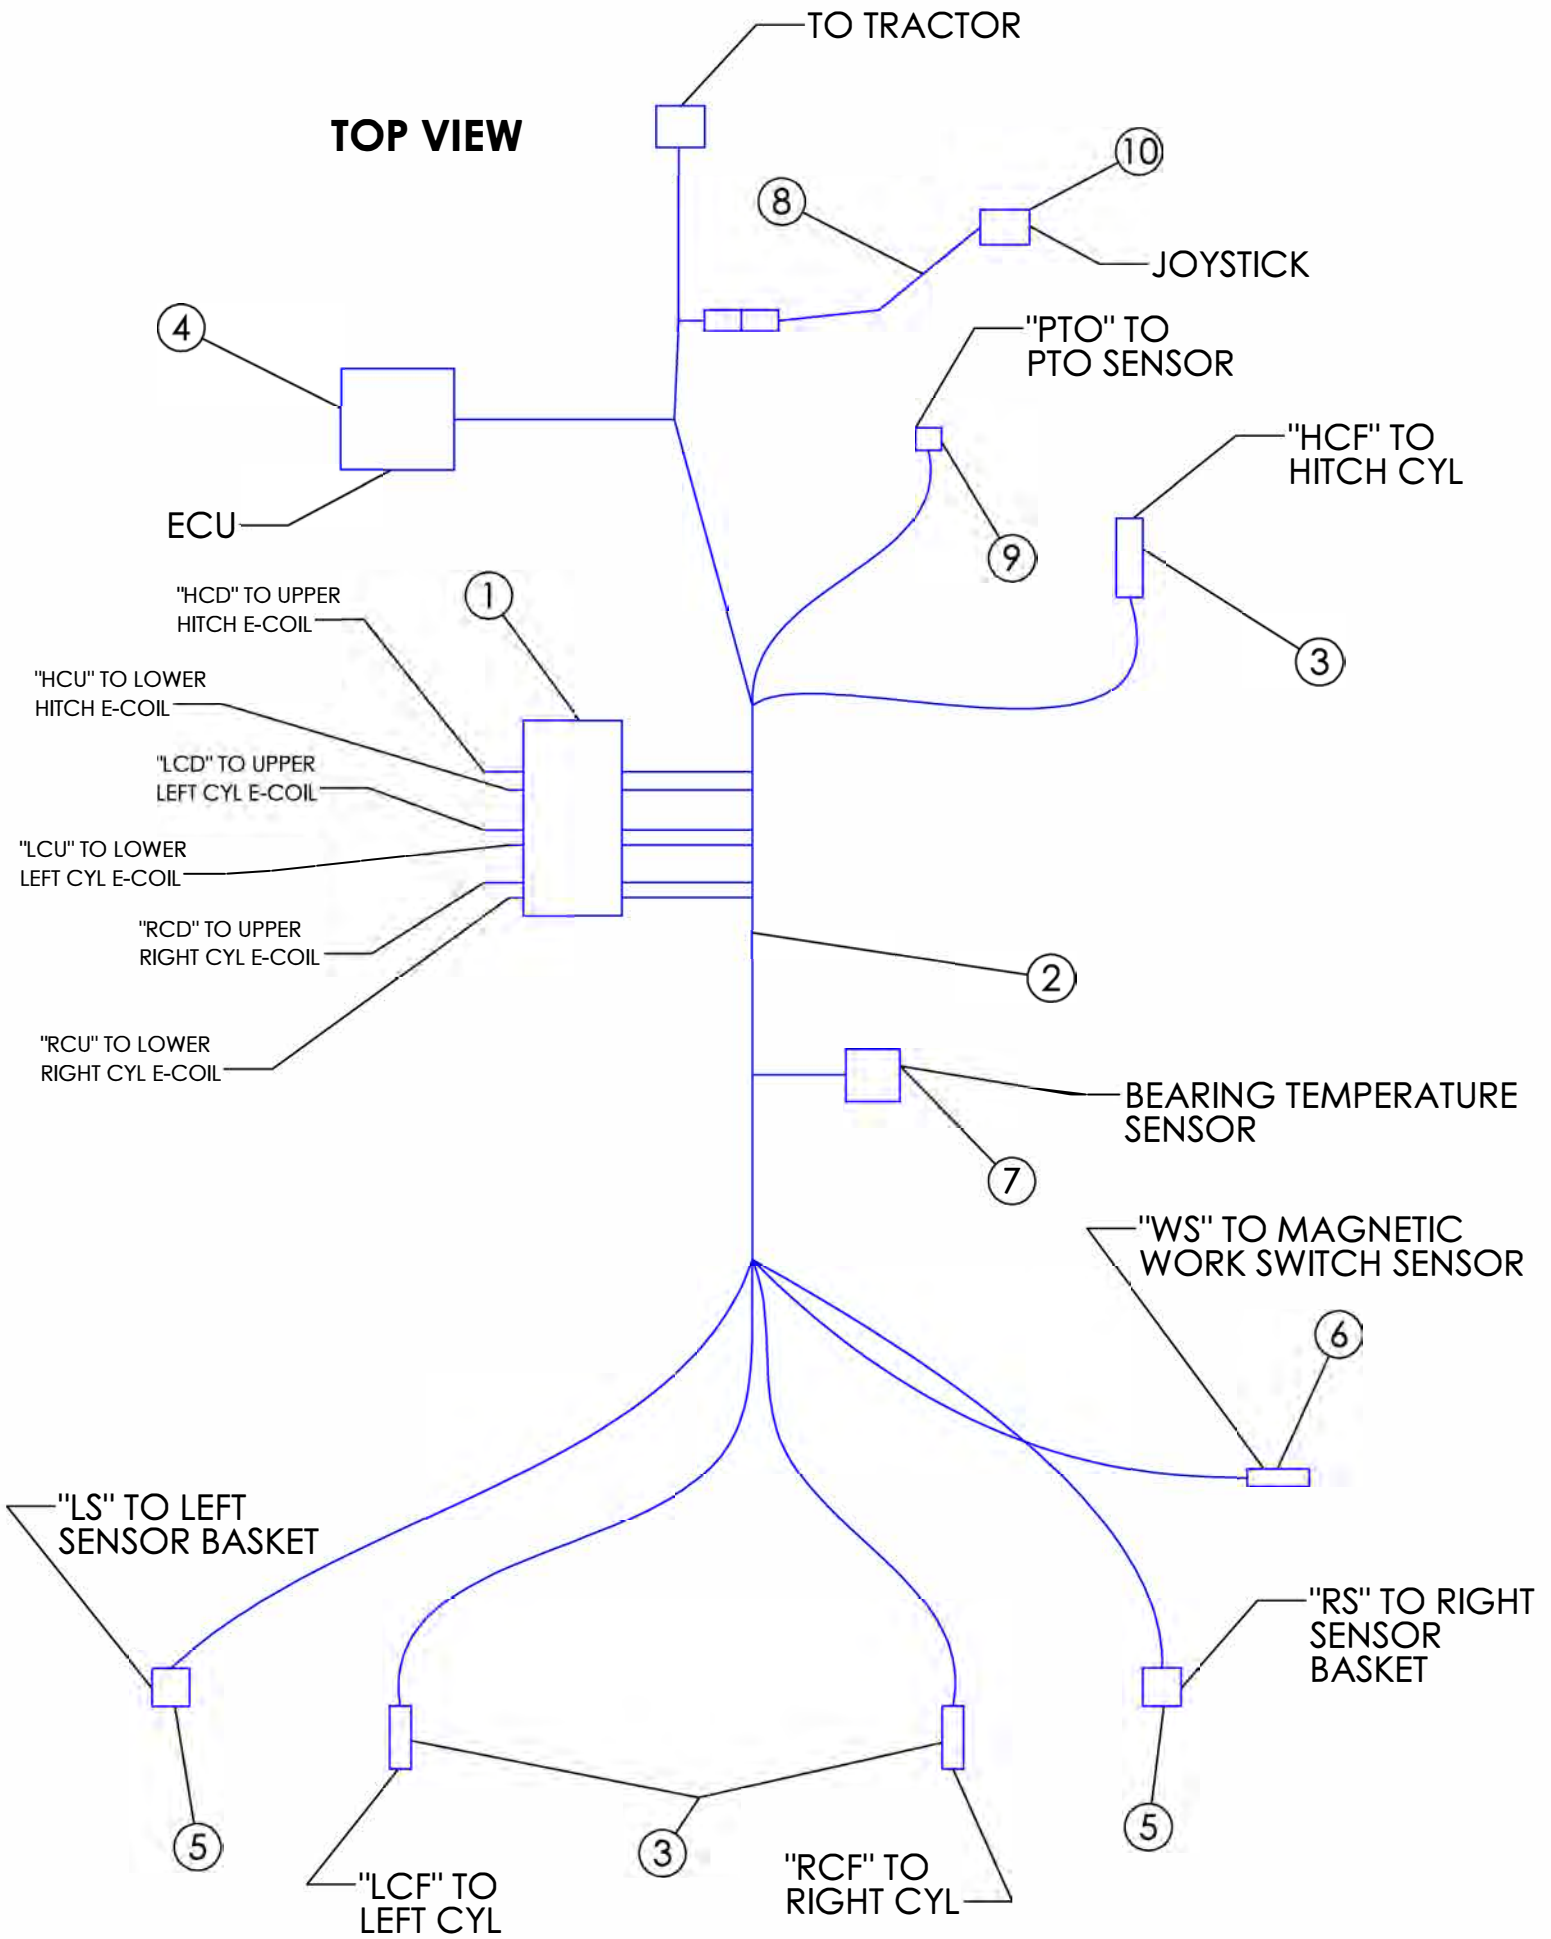 TO TRACTOR
TOP VIEW
10
8
JOYSTICK
4
"PTO" TO
PTO SENSOR
"HCF" TO
HITCH CYL
ECU
9
"HCD" TO UPPER
HITCH E-COIL
1
3
"HCU" TO LOWER
HITCH E-COIL
"LCD" TO UPPER
LEFT CYL E-COIL
"LCU" TO LOWER
LEFT CYL E-COIL
"RCD" TO UPPER
RIGHT CYL E-COIL
2
"RCU" TO LOWER
RIGHT CYL E-COIL
BEARING TEMPERATURE
SENSOR
7
"WS" TO MAGNETIC
WORK SWITCH SENSOR
6
"LS" TO LEFT
SENSOR BASKET
"RS" TO RIGHT
SENSOR
BASKET
5
3
5
"LCF" TO
LEFT CYL
"RCF" TO
RIGHT CYL